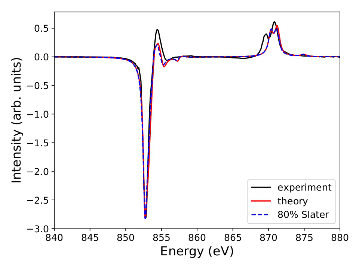 0.5
0.0
−0.5
−1.0
−1.5
−2.0
−2.5
−3.0
Intensity (arb. units)
experiment
theory
80% Slater
840 845 850 855 860 865 870 875 880
Energy (eV)